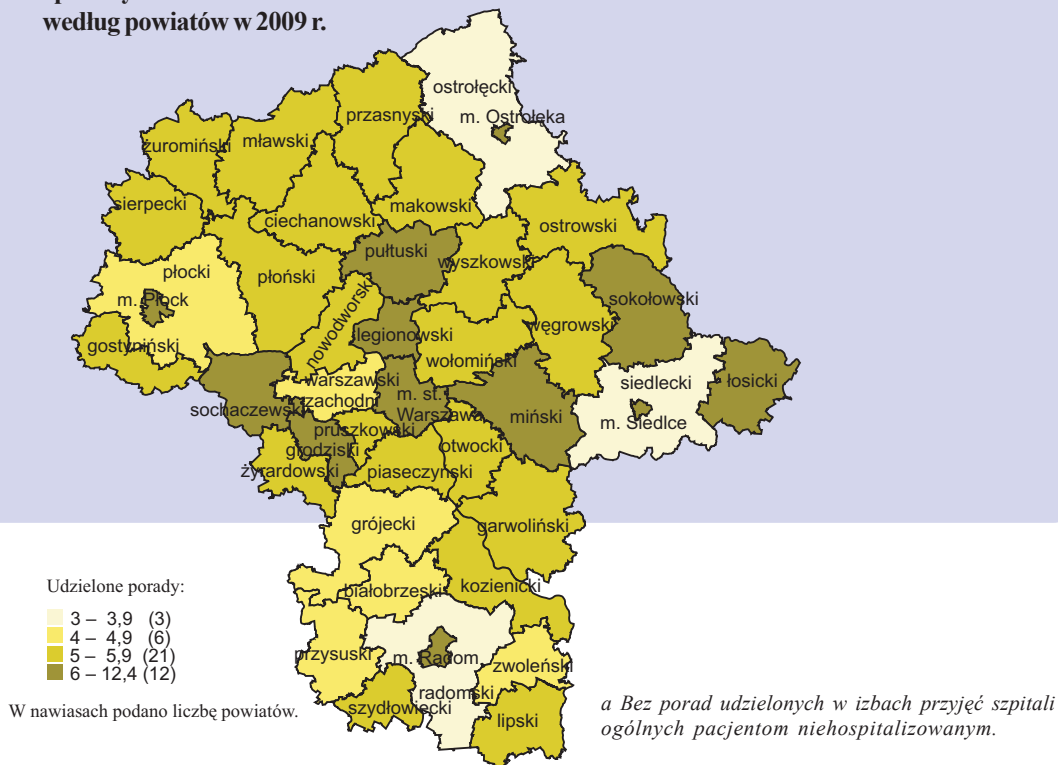 według powiatów w 2009 r.
ostrołęcki
m. Ostrołęka
przasnyski
mławski
żuromiński
sierpecki
ciechanowski
makowski
ostrowski
pułtuski
wyszkowski
płocki
płoński
m. Płock
sokołowski
nowodworski
legionowski
węgrowski
gostyniński
wołomiński
warszawski
zachodni
siedlecki
łosicki
m. st.
Warszawa
sochaczewski
miński
m. Siedlce
pruszkowski
grodziski
otwocki
żyrardowski
piaseczyński
grójecki
garwoliński
białobrzeski
kozienicki
przysuski
m. Radom
zwoleński
radomski
szydłowiecki
lipski
Udzielone porady:
3 – 3,9 (3)
4 – 4,9 (6)
5 – 5,9 (21)
6 – 12,4 (12)
W nawiasach podano liczbę powiatów.
a Bez porad udzielonych w izbach przyjęć szpitali
ogólnych pacjentom niehospitalizowanym.